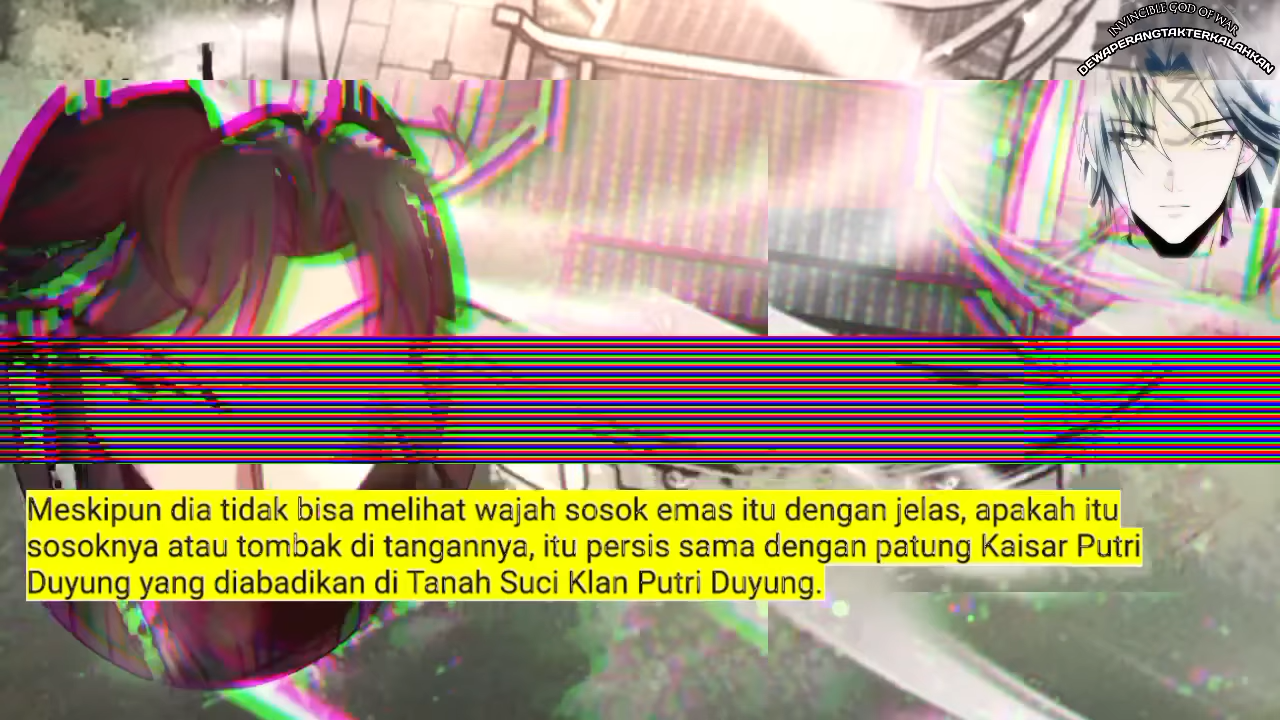 INVINCIBLE GOD OF WAR
DEWAPERANGTAKTERKALAHKAN
Meskipun dia tidak bisa melihat wajah sosok emas itu dengan jelas, apakah itu
sosoknya atau tombak di tangannya, itu persis sama dengan patung Kaisar Putri
Duyung yang diabadikan di Tanah Suci Klan Putri Duyung.